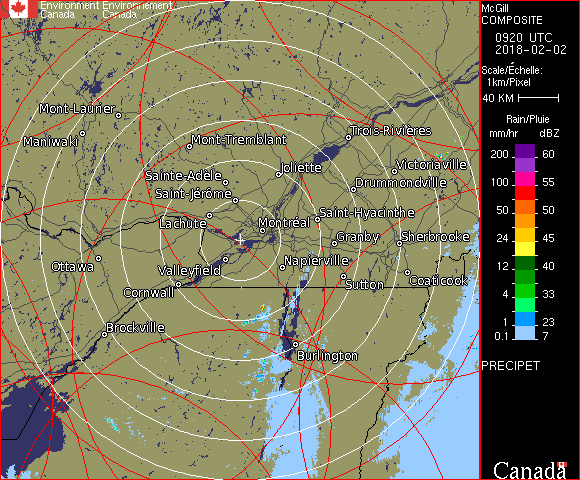 Environment Environnement
Canada Canada
McGill
COMPOSITE
0920 UTC
2018-02-02
Scale/Échelle:
1km/Pixel
40 KM
Rain/Pluie
mm/hr dBZ
200 60
150 57
100 55
50 50
24 45
12 40
4 33
1 23
0.1 7
PRECIPET
Canada
Mont-Laurier
Maniwaki
Mont-Tremblant
Trois-Rivières
Sainte-Adèle
Joliette
Victoriaville
Saint-Jérôme
Drummondville
Lachute
Montréal
Saint-Hyacinthe
Granby
Sherbrooke
Ottawa
Valleyfield
Napierville
Cornwall
Sutton
Coaticook
Brockville
Burlington